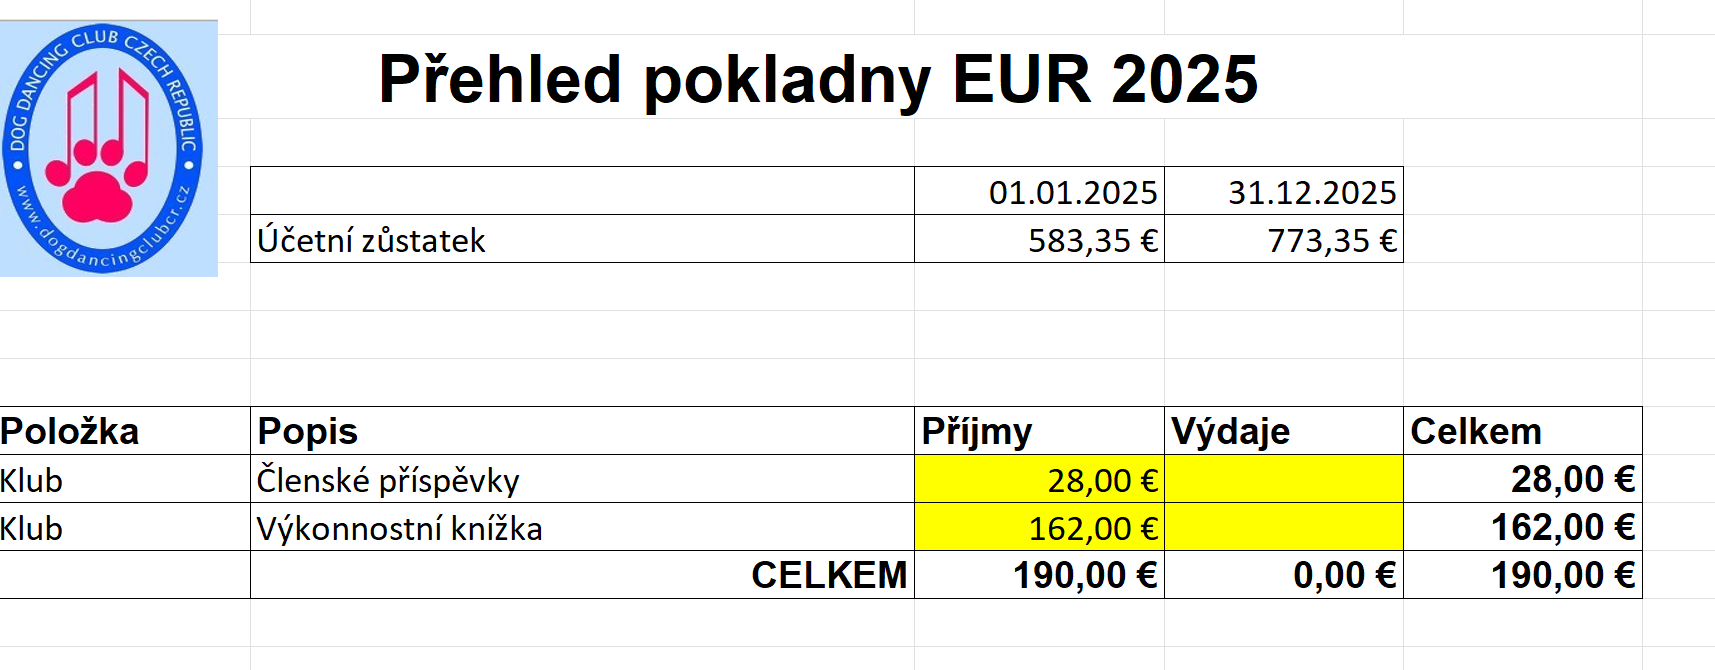 DOG DANCING CLUB CZECH REPUBLIC
www.dogdancingclubcr.cz
Přehled pokladny EUR 2025
01.01.2025 31.12.2025
Účetní zůstatek 583,35 € 773,35 €
Položka Popis Příjmy Výdaje Celkem
Klub Členské příspěvky 28,00 € 28,00 €
Klub Výkonnostní knížka 162,00 € 162,00 €
CELKEM 190,00 € 0,00 € 190,00 €